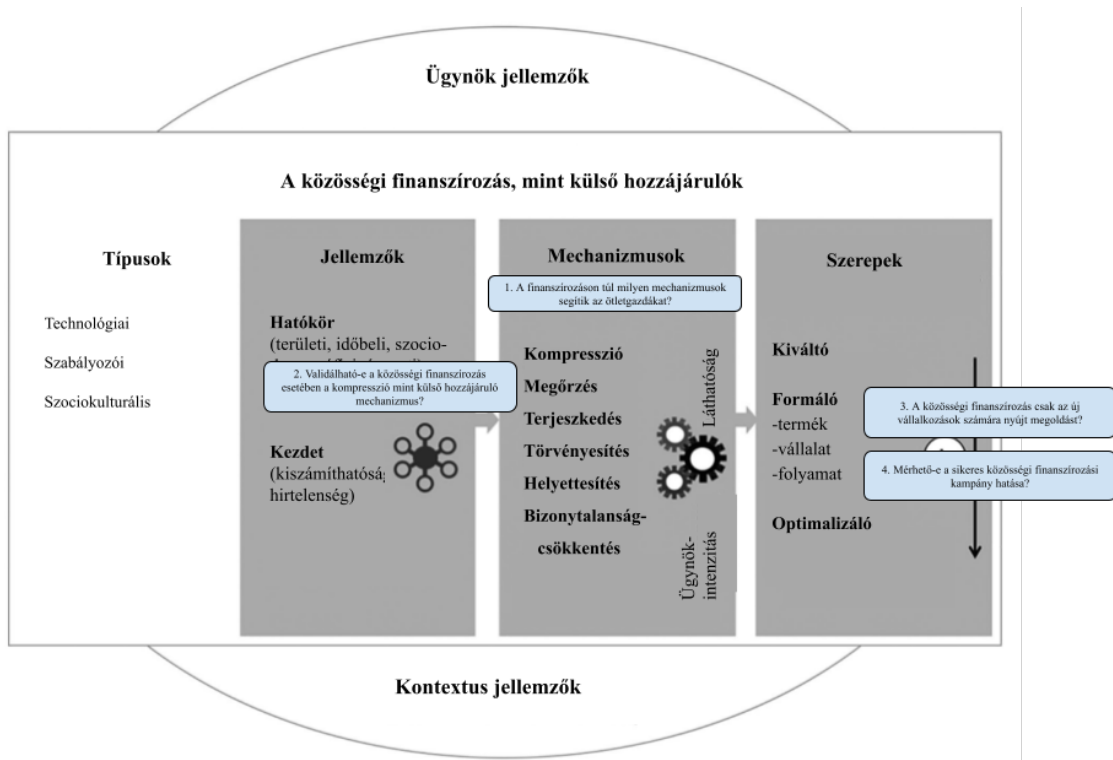 Ügynök jellemzők
A közösségi finanszírozás, mint külső hozzájárulók
Típusok
Technológiai
Szabályozói
Szociokulturális
Jellemzők
Hatókör
(területi, időbeli, szocio-
2. Validálható-e a közösségi finanszírozás
esetében a kompresszió mint külső hozzájáruló
mechanizmus?
Kezdet
(kiszámíthatóság
hirtelenség)
Mechanizmusok
1. A finanszírozáson túl milyen mechanizmusok
segítik az ötletgazdákat?
Kompresszió
Megőrzés
Terjeszkedés
Törvényesítés
Helyettesítés
Bizonytalanság-
csökkentés
Láthatóság
Ügynök-
intenzitás
Szerepek
Kiváltó
Formáló
-termék
-vállalat
-folyamat
3. A közösségi finanszírozás csak az új
vállalkozások számára nyújt megoldást?
4. Mérhető-e a sikeres közösségi finanszírozási
kampány hatása?
Optimalizáló
Kontextus jellemzők